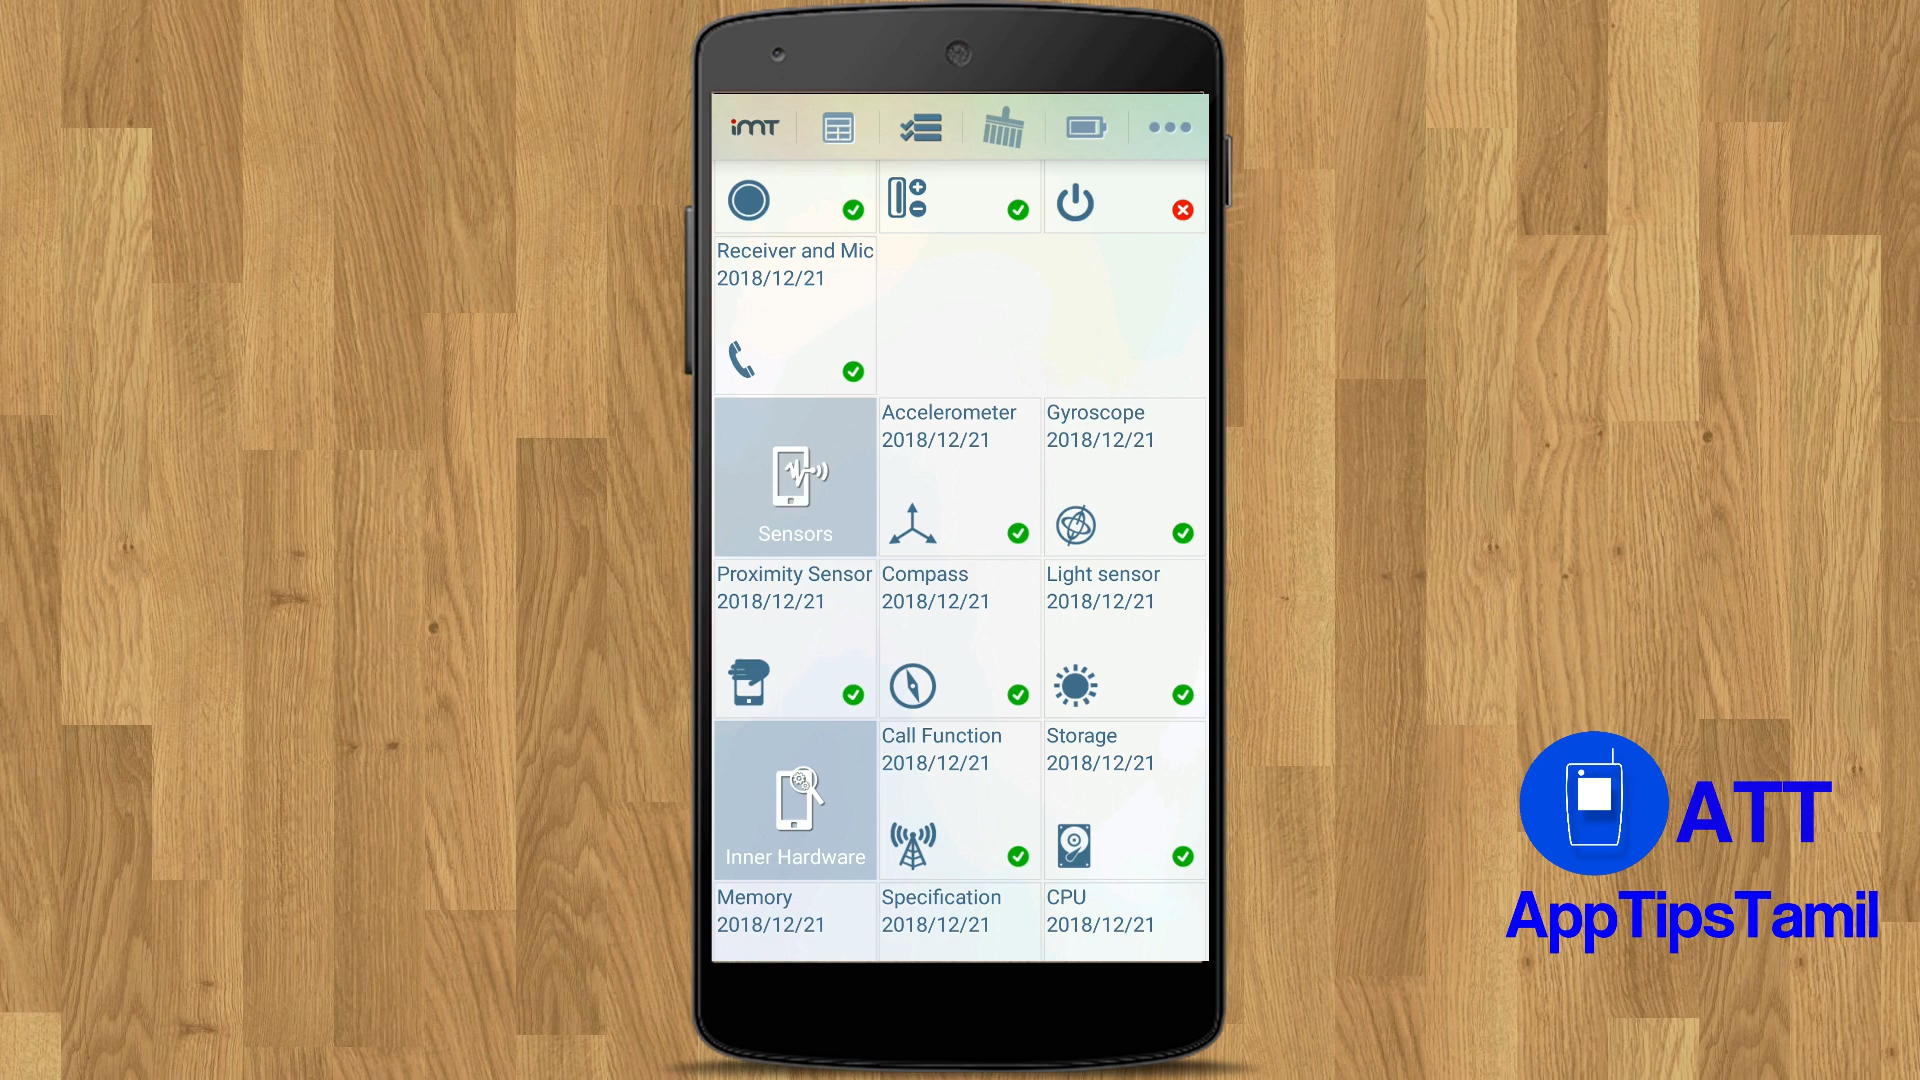 imT
Receiver and Mic
2018/12/21
Sensors
Accelerometer
2018/12/21
Gyroscope
2018/12/21
Proximity Sensor
2018/12/21
Compass
2018/12/21
Light sensor
2018/12/21
Inner Hardware
Call Function
2018/12/21
Storage
2018/12/21
Memory
2018/12/21
Specification
2018/12/21
CPU
2018/12/21
ATT
AppTipsTamil